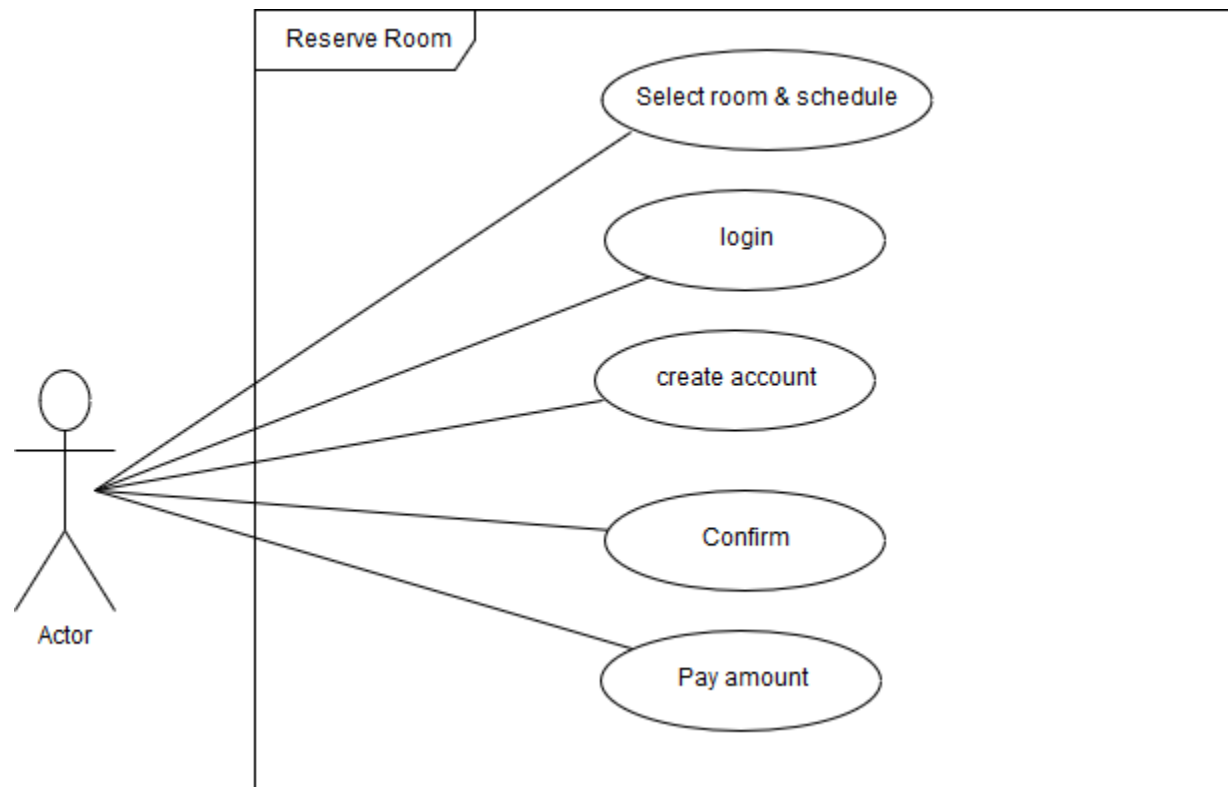 Reserve Room
Select room & schedule
login
create account
Confirm
Pay amount
Actor